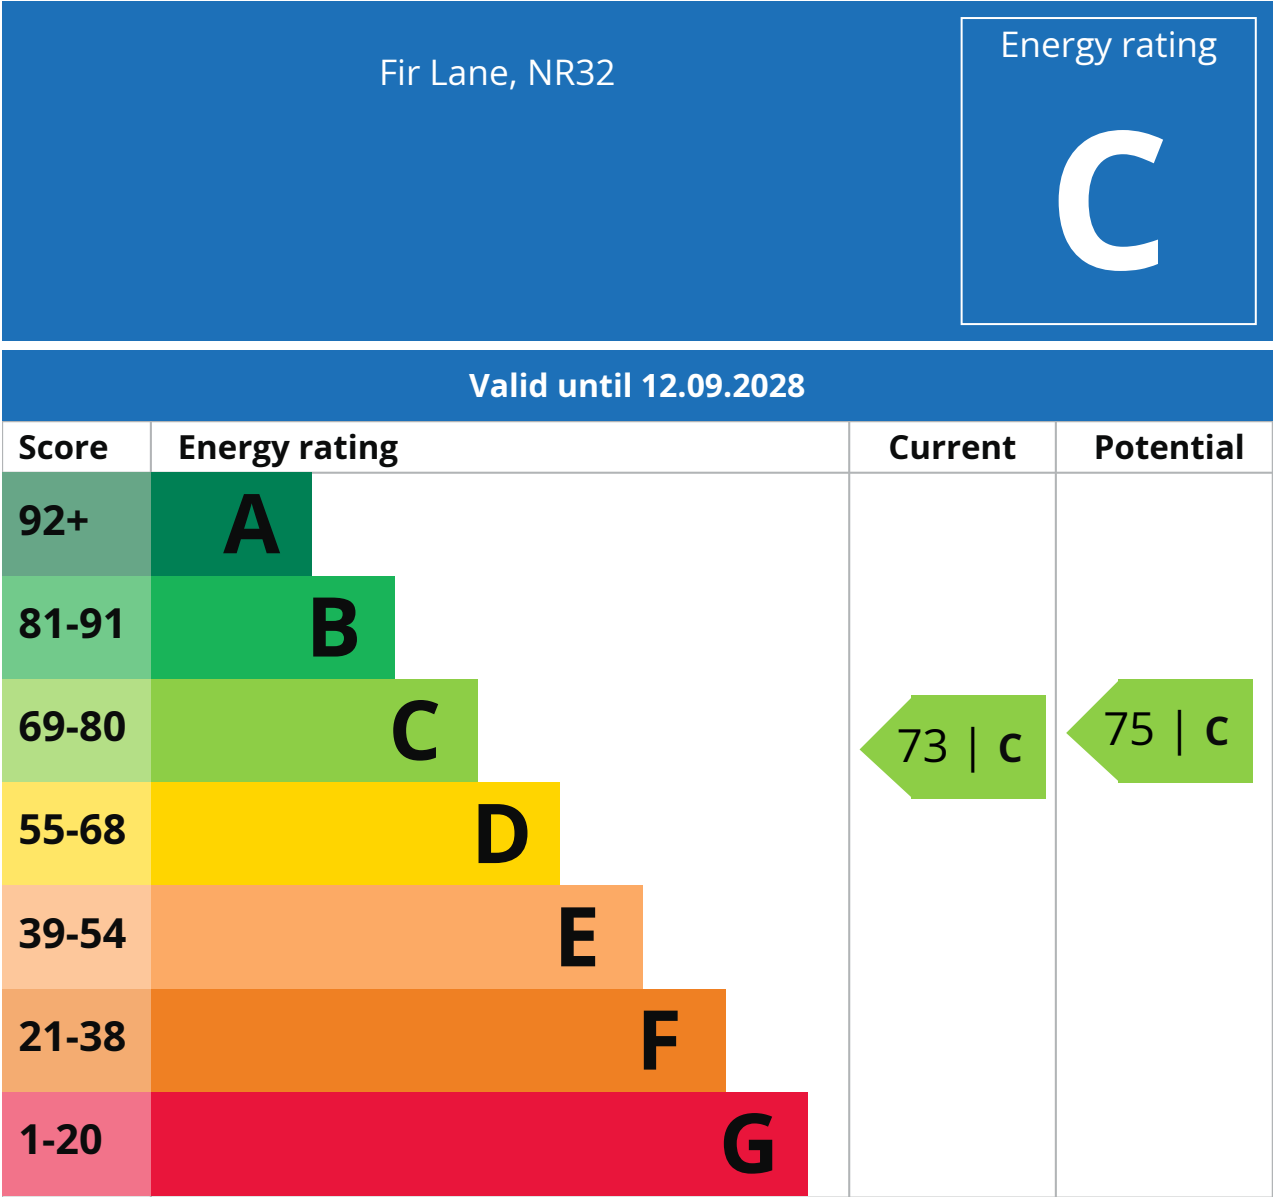 Fir Lane, NR32
Energy rating
C
Valid until 12.09.2028
Score Energy rating Current Potential
92+ A
81-91 B
69-80 C 73 | C 75 | C
55-68 D
39-54 E
21-38 F
1-20 G